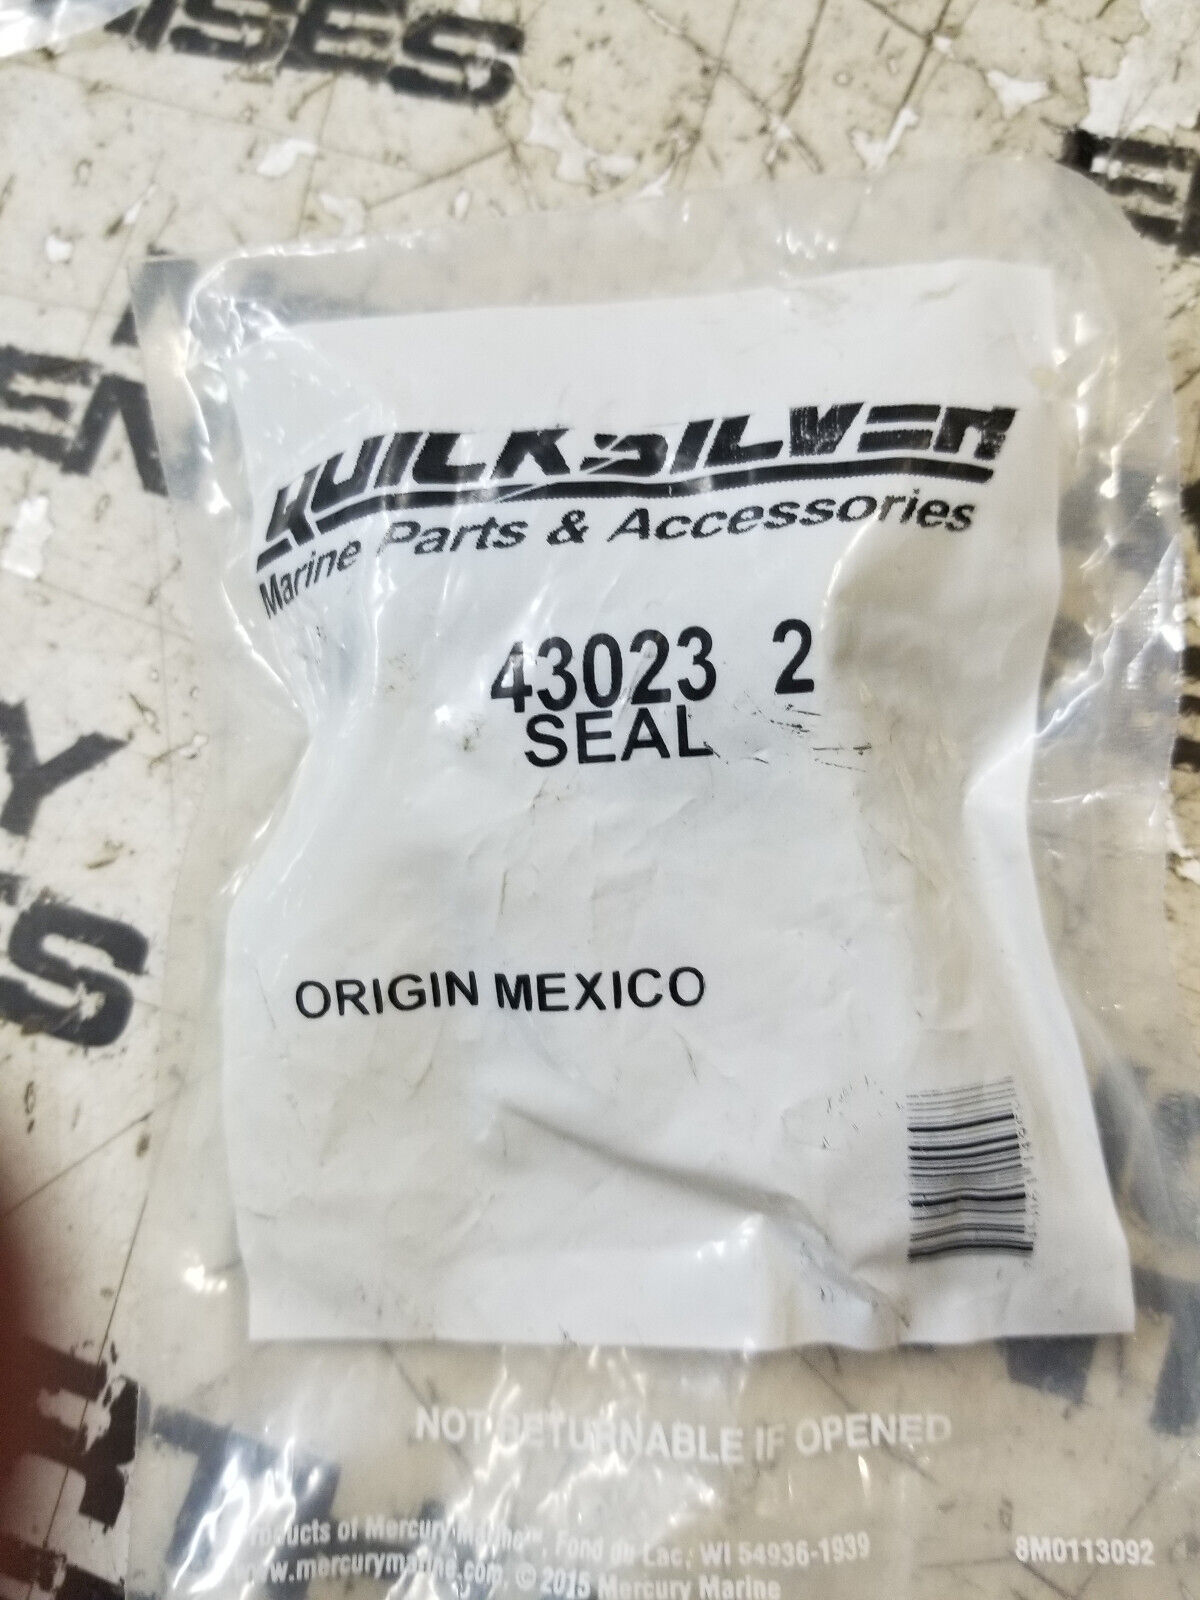 QUICKSILVER
Marine Parts & Accessories
43023 2
SEAL
ORIGIN MEXICO
NOT RETURNABLE IF OPENED
Products of Mercury Marine™, Fond du Lac, WI 54936-1939
www.mercurymarine.com, © 2015 Mercury Marine
8M0113092